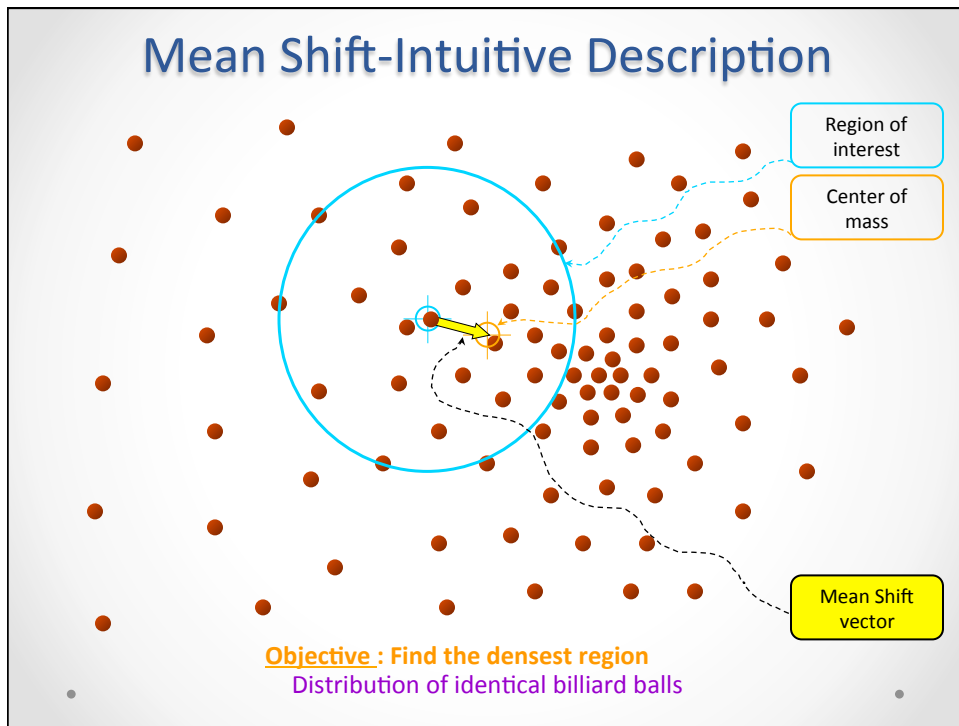 Mean Shift-Intuitive Description
Region of
interest
Center of
mass
Mean Shift
vector
Objective : Find the densest region
Distribution of identical billiard balls